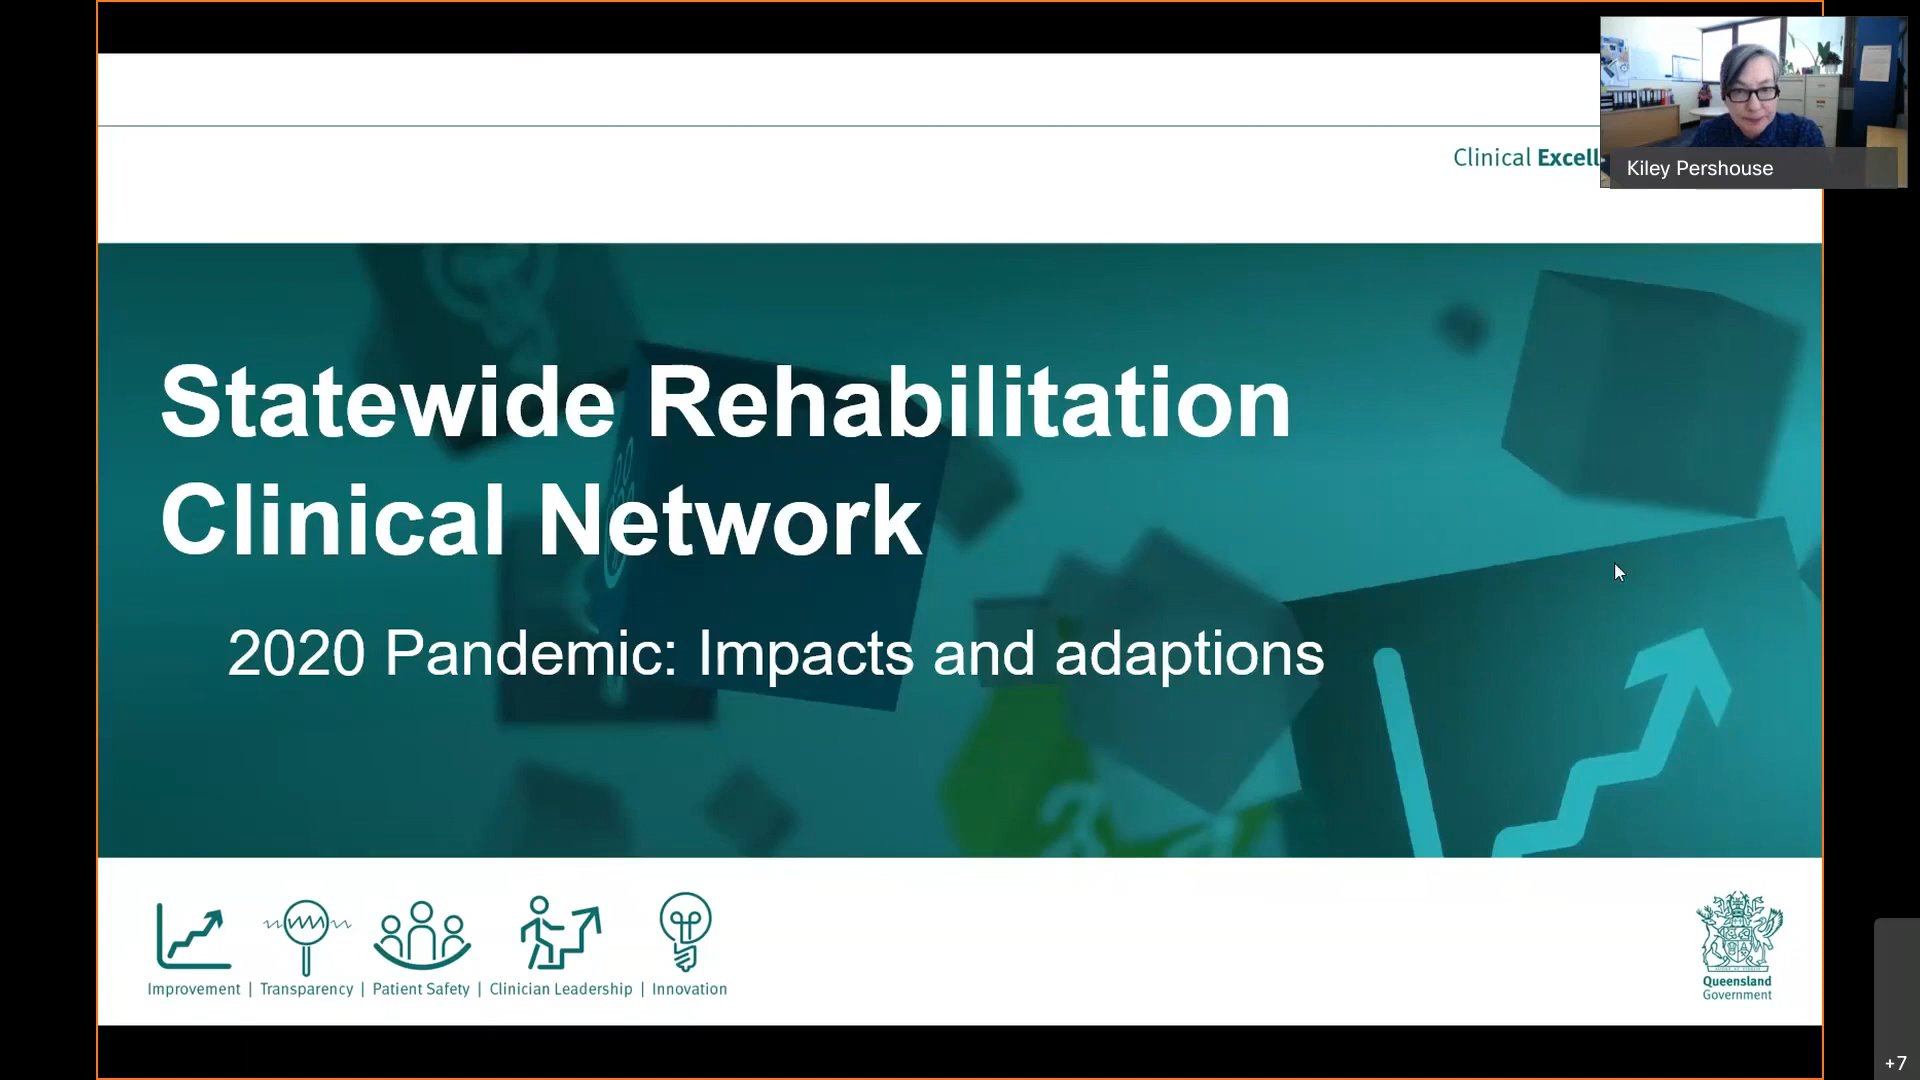 Clinical Excell
Kiley Pershouse
Statewide Rehabilitation
Clinical Network
2020 Pandemic: Impacts and adaptions
Improvement | Transparency | Patient Safety | Clinician Leadership | Innovation
Queensland
Government
+7